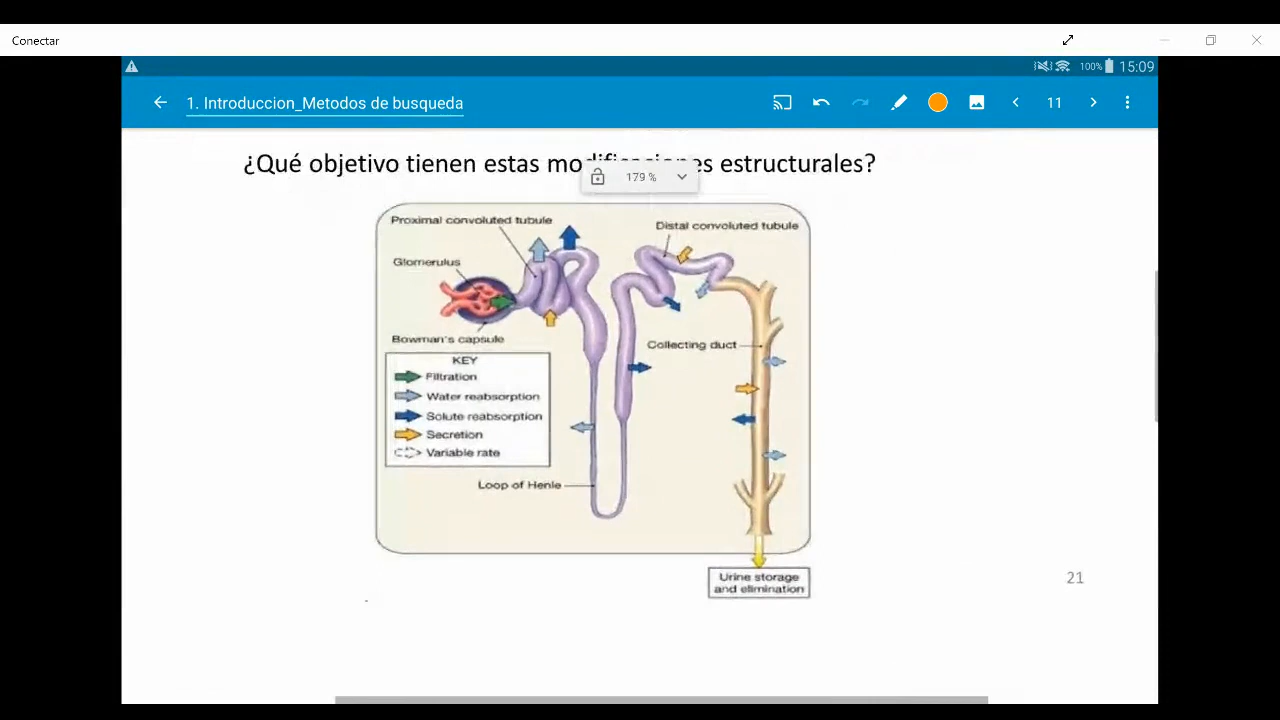 Conectar
100% 15:09
1. Introduccion_Metodos de busqueda
11
¿Qué objetivo tienen estas modificaciones estructurales?
179 %
Proximal convoluted tubule
Distal convoluted tubule
Glomerulus
Bowman's capsule
Collecting duct
KEY
Filtration
Water reabsorption
Solute reabsorption
Secretion
Variable rate
Loop of Henle
Urine storage
and elimination
21